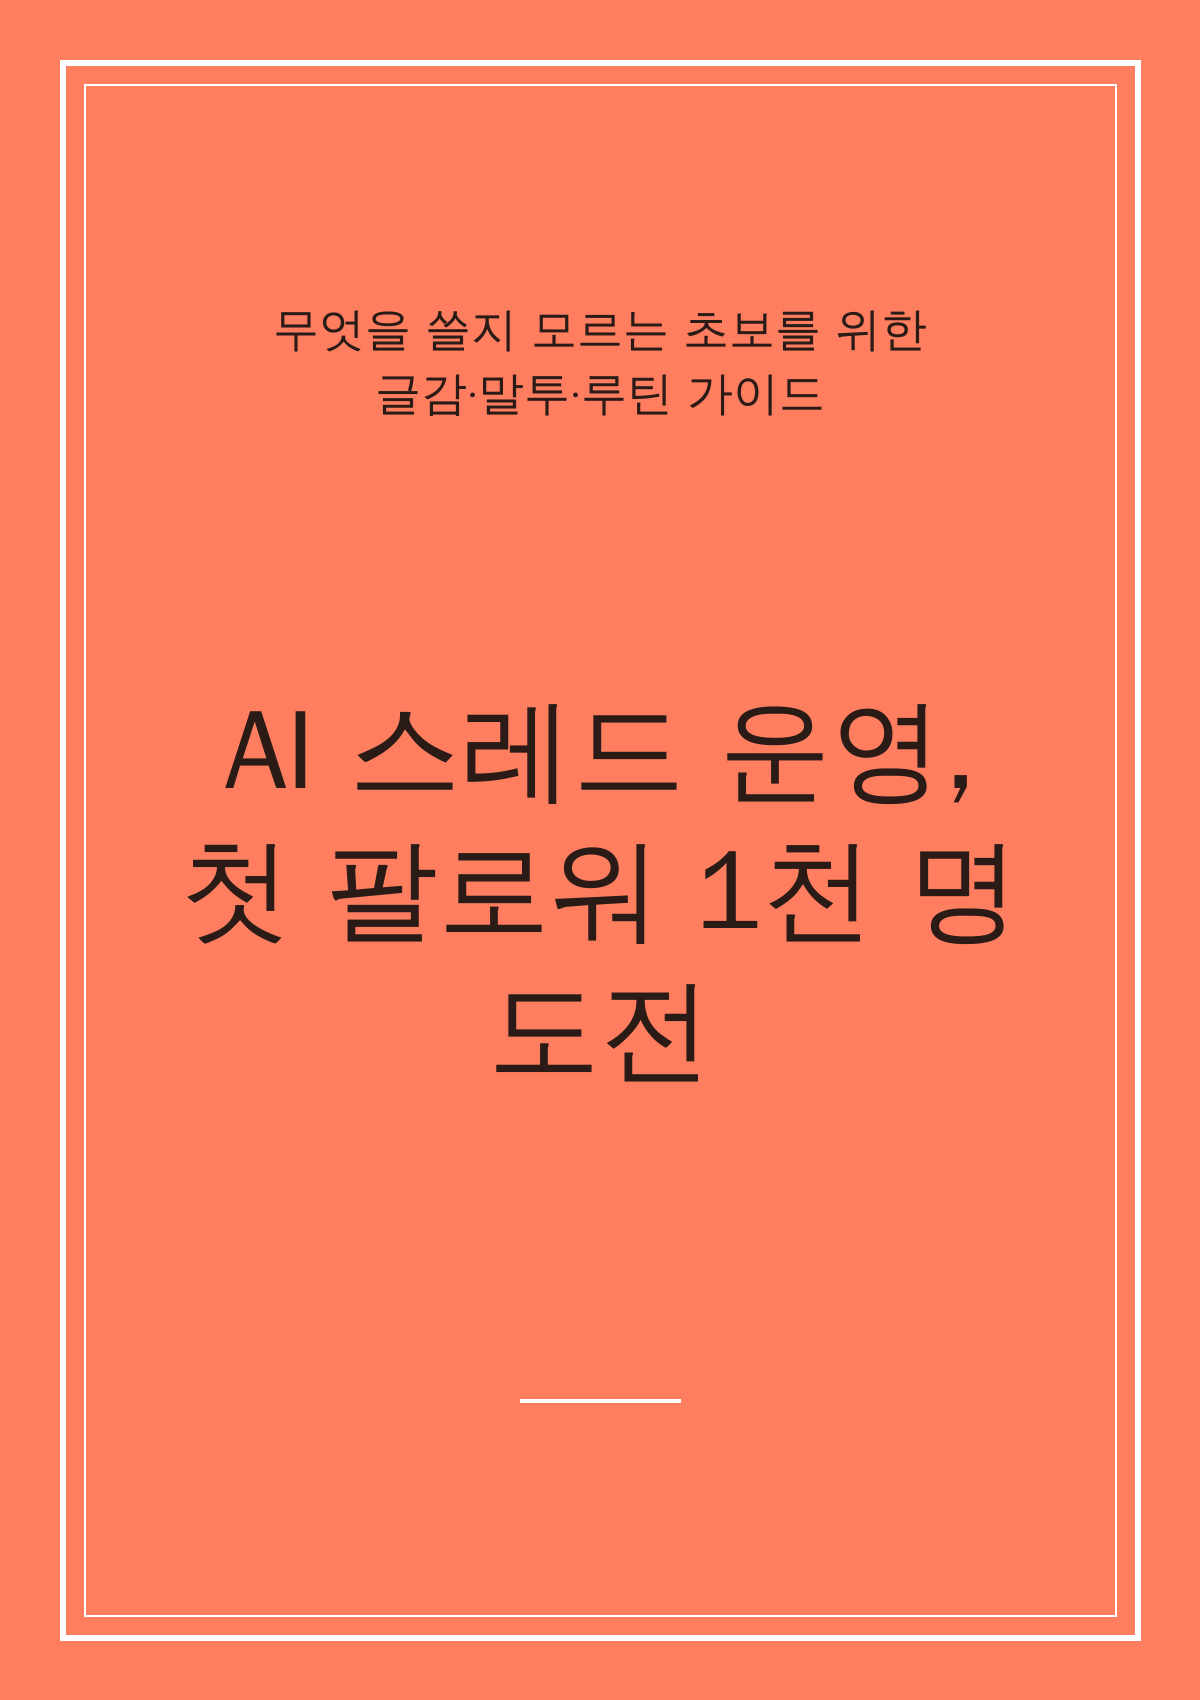 무엇을 쓸지 모르는 초보를 위한
글감·말투·루틴 가이드
AI 스레드 운영,
첫 팔로워 1천 명
도전